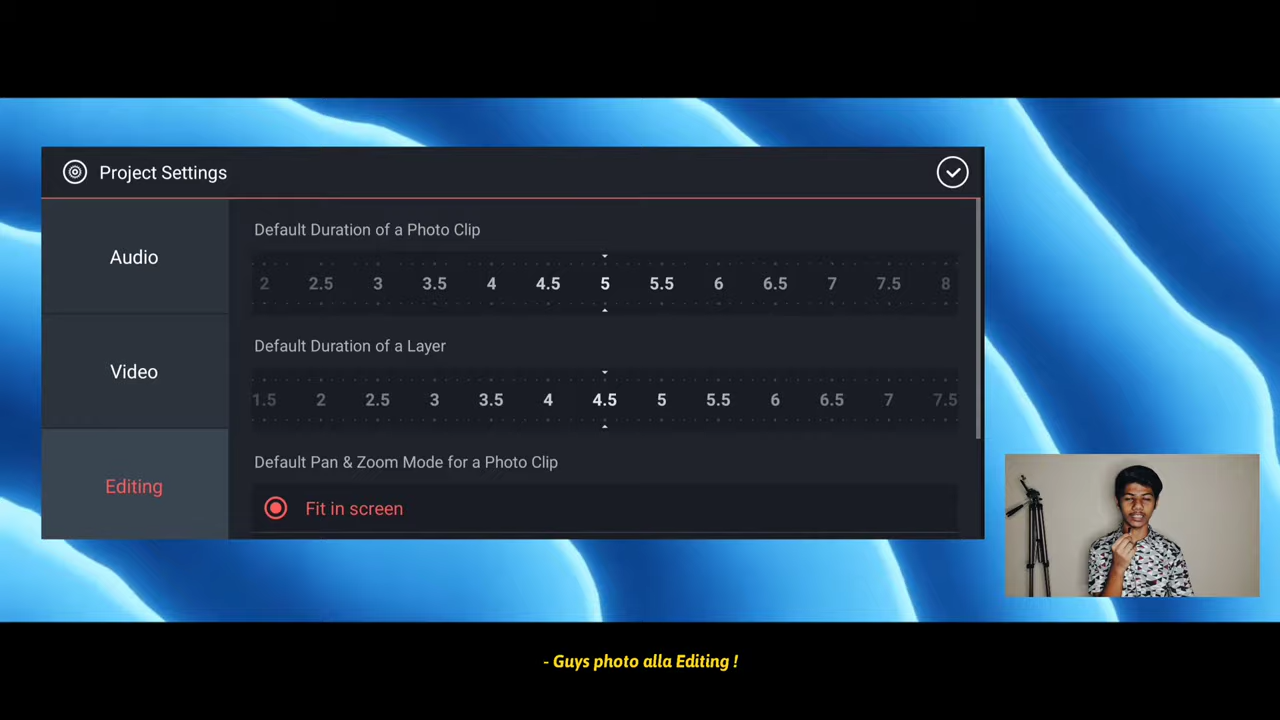 Project Settings
Audio
Video
Editing
Default Duration of a Photo Clip
2 2.5 3 3.5 4 4.5 5 5.5 6 6.5 7 7.5 8
Default Duration of a Layer
1.5 2 2.5 3 3.5 4 4.5 5 5.5 6 6.5 7 7.5
Default Pan & Zoom Mode for a Photo Clip
Fit in screen
- Guys photo alla Editing !